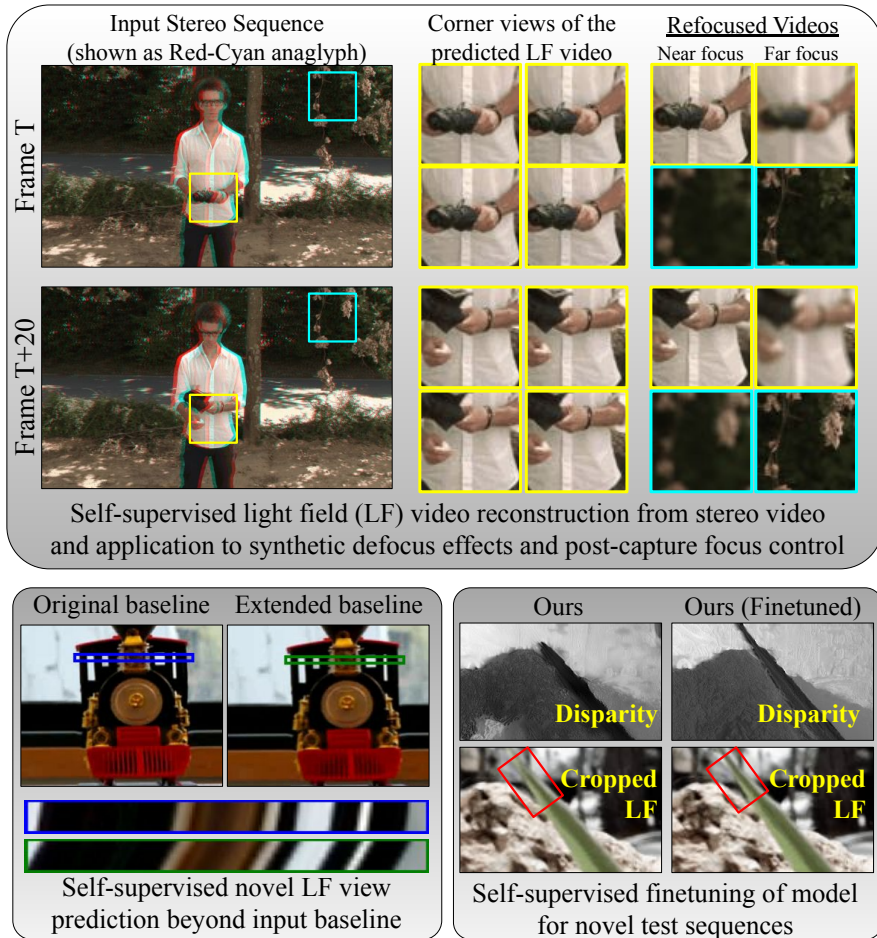 Input Stereo Sequence
(shown as Red-Cyan anaglyph)
Corner views of the
predicted LF video
Refocused Videos
Near focus
Far focus
Frame T
Frame T+20
Self-supervised light field (LF) video reconstruction from stereo video
and application to synthetic defocus effects and post-capture focus control
Original baseline
Extended baseline
Self-supervised novel LF view
prediction beyond input baseline
Ours
Ours (Finetuned)
Disparity
Disparity
Cropped
LF
Cropped
LF
Self-supervised finetuning of model
for novel test sequences